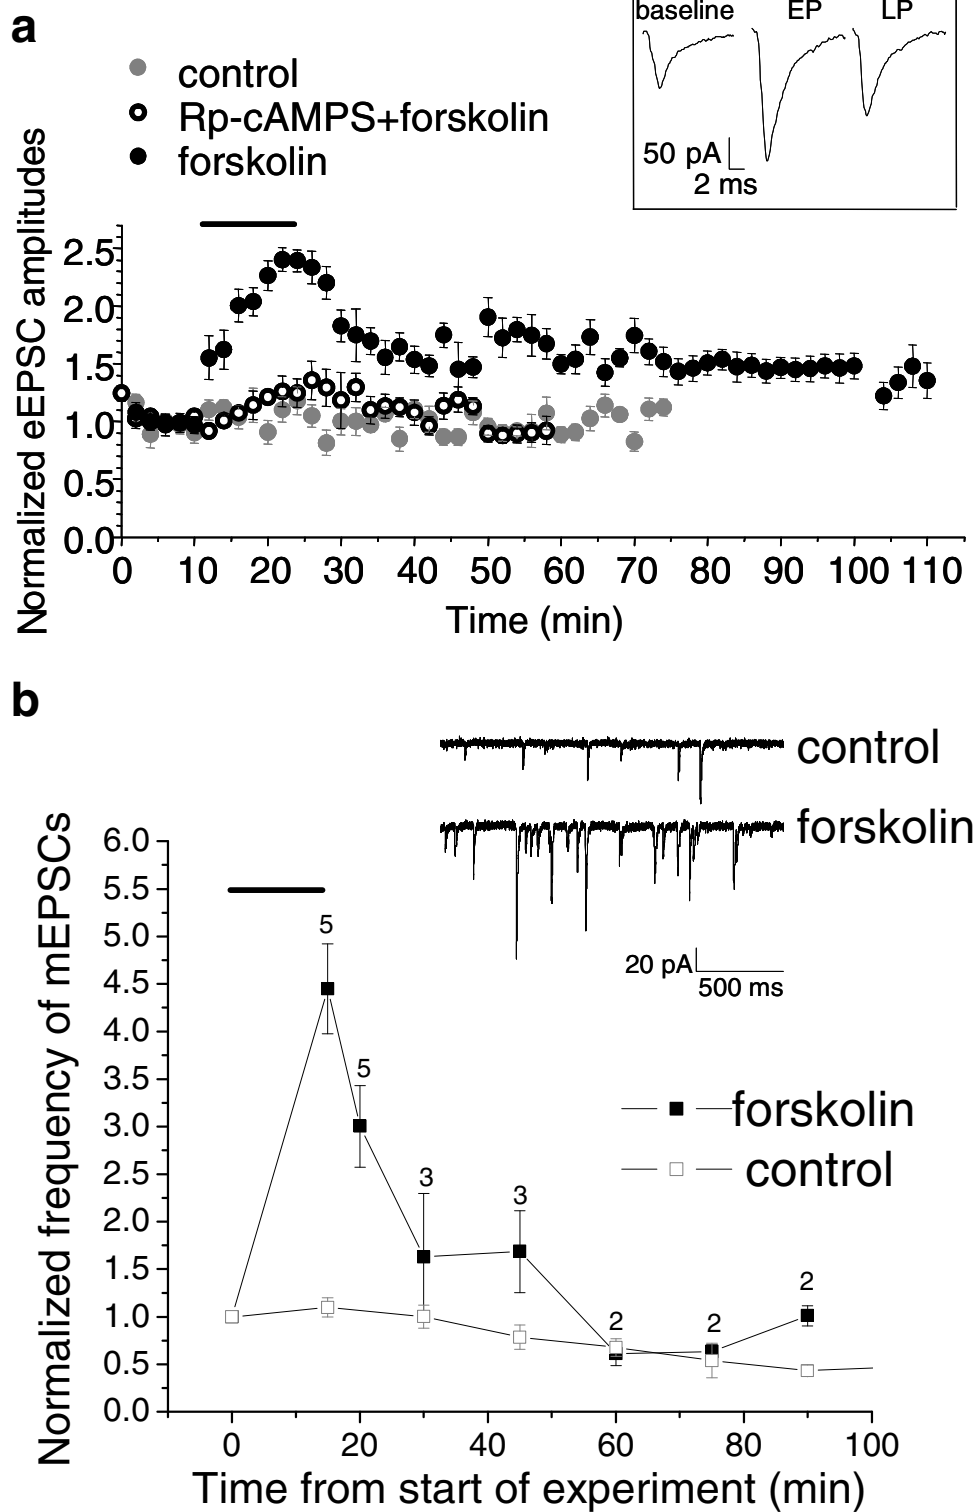 a
baseline EP LP
control
Rp-cAMPS+forskolin
forskolin
50 pA
2 ms
Normalized eEPSC amplitudes
2.5
2.0
1.5
1.0
0.5
0.0
0 10 20 30 40 50 60 70 80 90 100 110
Time (min)
b
control
forskolin
20 pA
500 ms
Normalized frequency of mEPSCs
6.0
5.5
5.0
4.5
4.0
3.5
3.0
2.5
2.0
1.5
1.0
0.5
0.0
5
5
3
3
2
2
2
forskolin
control
0 20 40 60 80 100
Time from start of experiment (min)